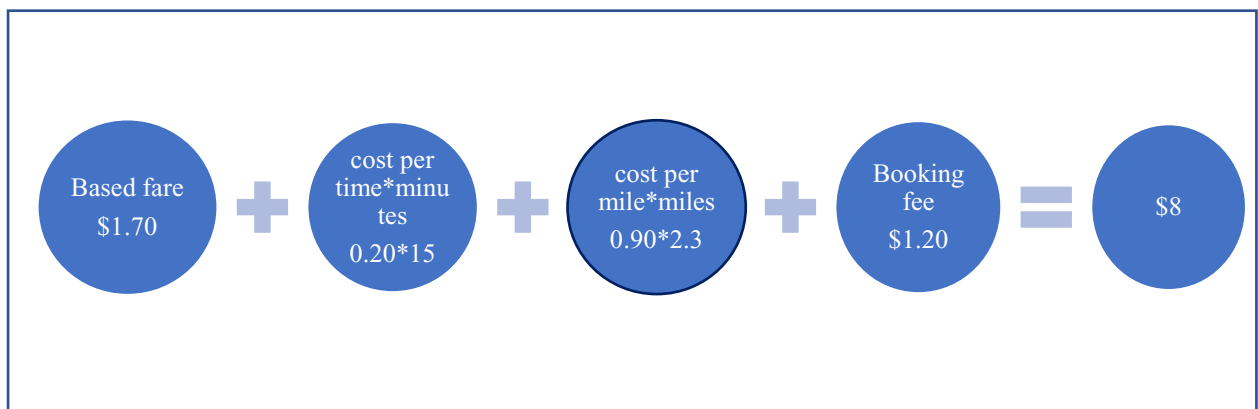 Based fare
$1.70
cost per
time*minu
tes
0.20*15
cost per
mile*miles
0.90*2.3
Booking
fee
$1.20
$8